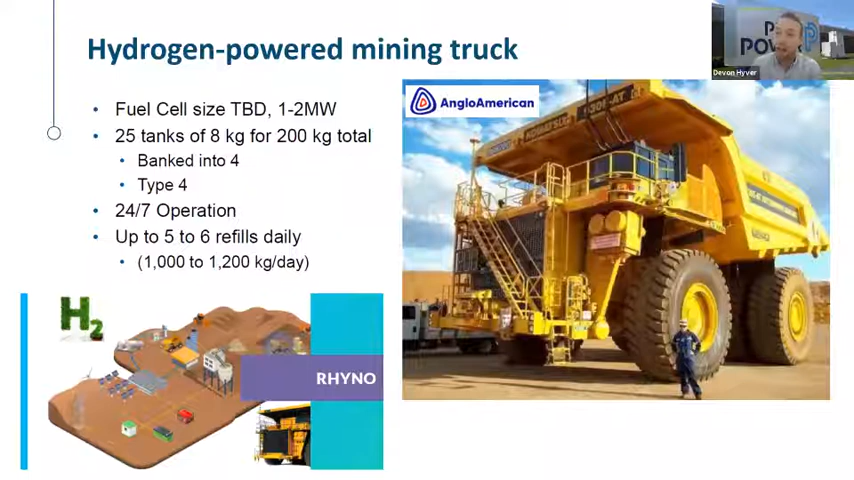 Hydrogen-powered mining truck
Devon Hyver
• Fuel Cell size TBD, 1-2MW
• 25 tanks of 8 kg for 200 kg total
• Banked into 4
• Type 4
• 24/7 Operation
• Up to 5 to 6 refills daily
• (1,000 to 1,200 kg/day)
AngloAmerican
KOMATSU
H2
RHYNO